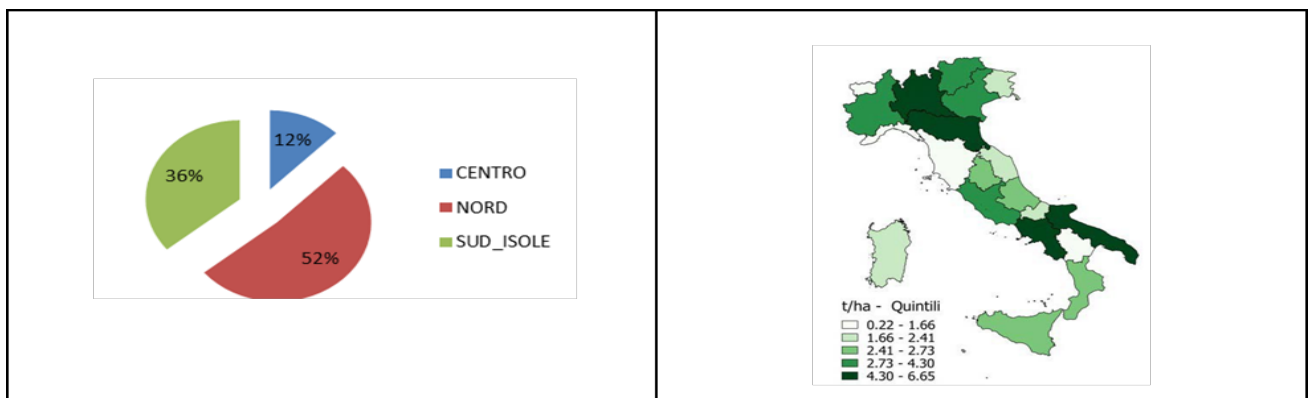 12%
36%
52%
CENTRO
NORD
SUD_ISOLE
t/ha - Quintili
0.22 - 1.66
1.66 - 2.41
2.41 - 2.73
2.73 - 4.30
4.30 - 6.65